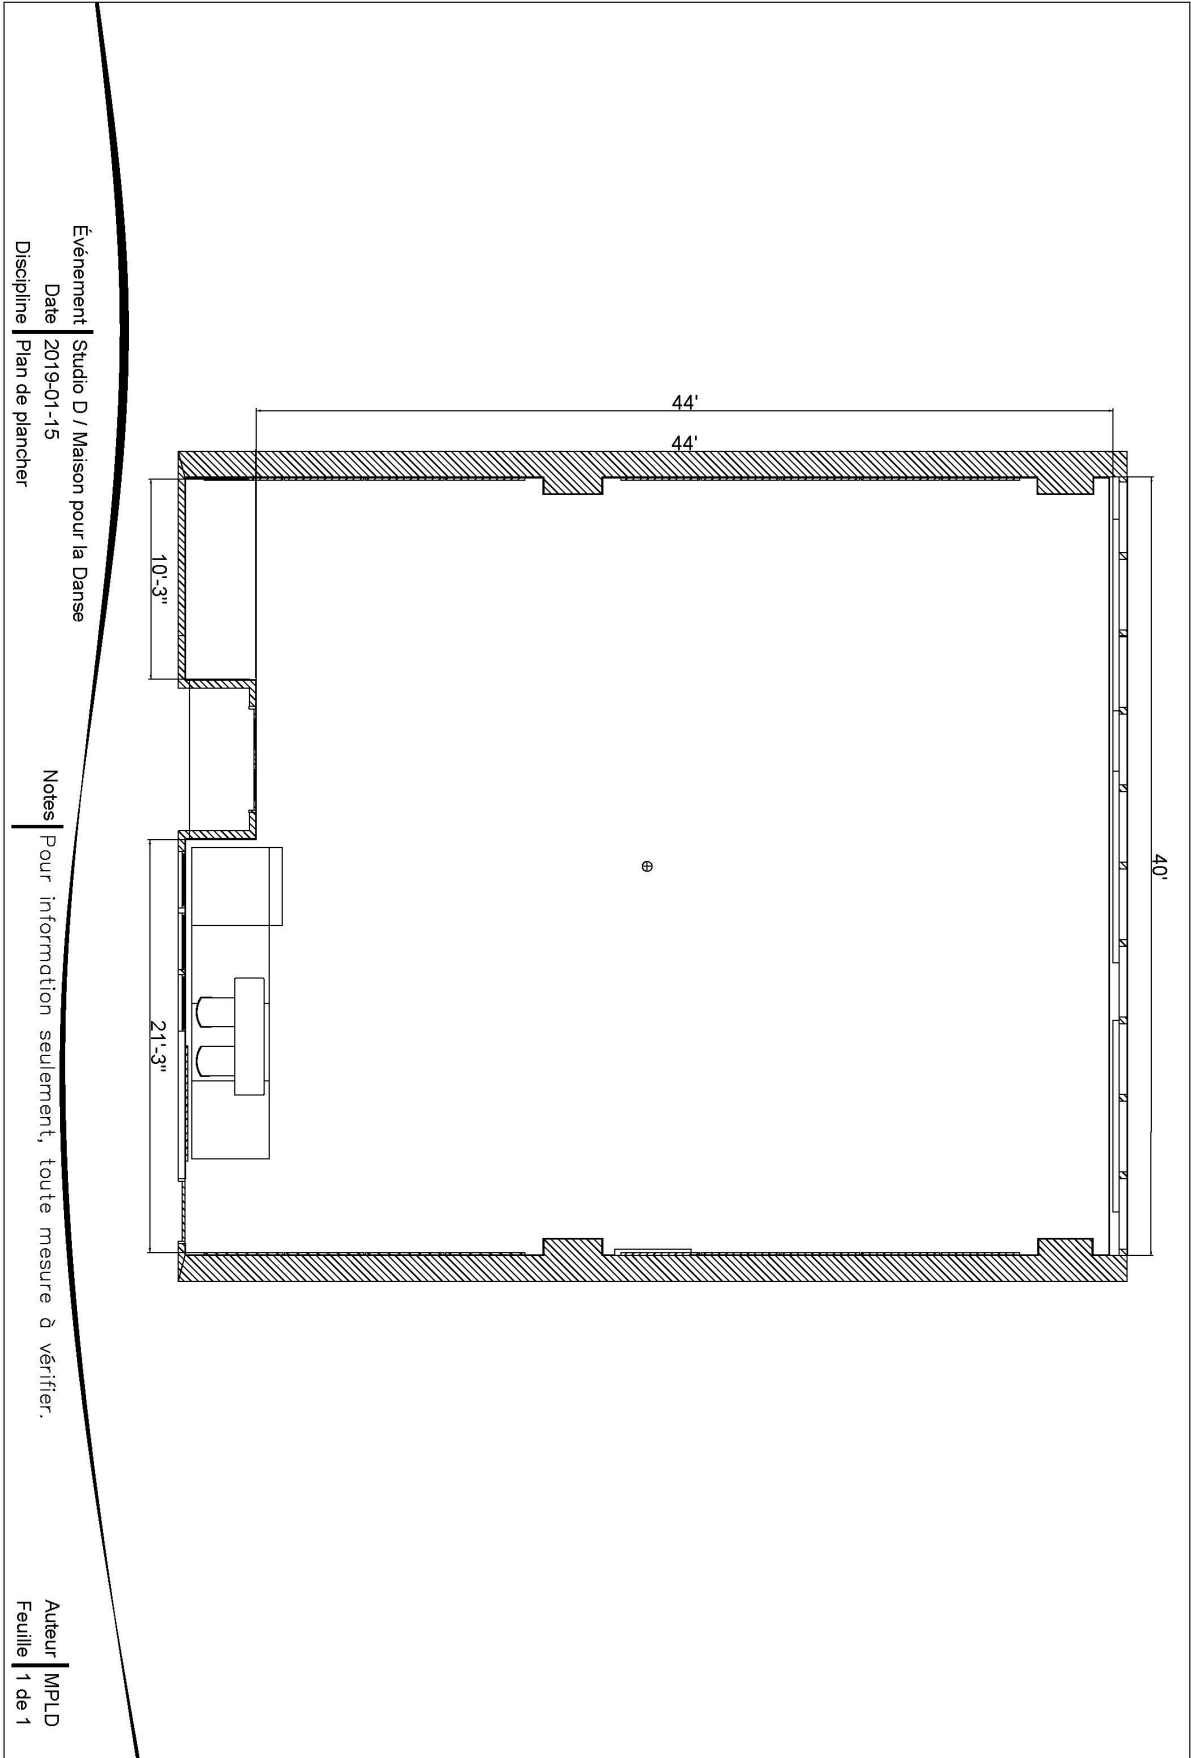 40'
44'
44'
10'-3"
21'-3"
Événement Studio D / Maison pour la Danse
Date 2019-01-15
Discipline Plan de plancher
Notes Pour information seulement, toute mesure à vérifier.
Auteur MPLD
Feuille 1 de 1